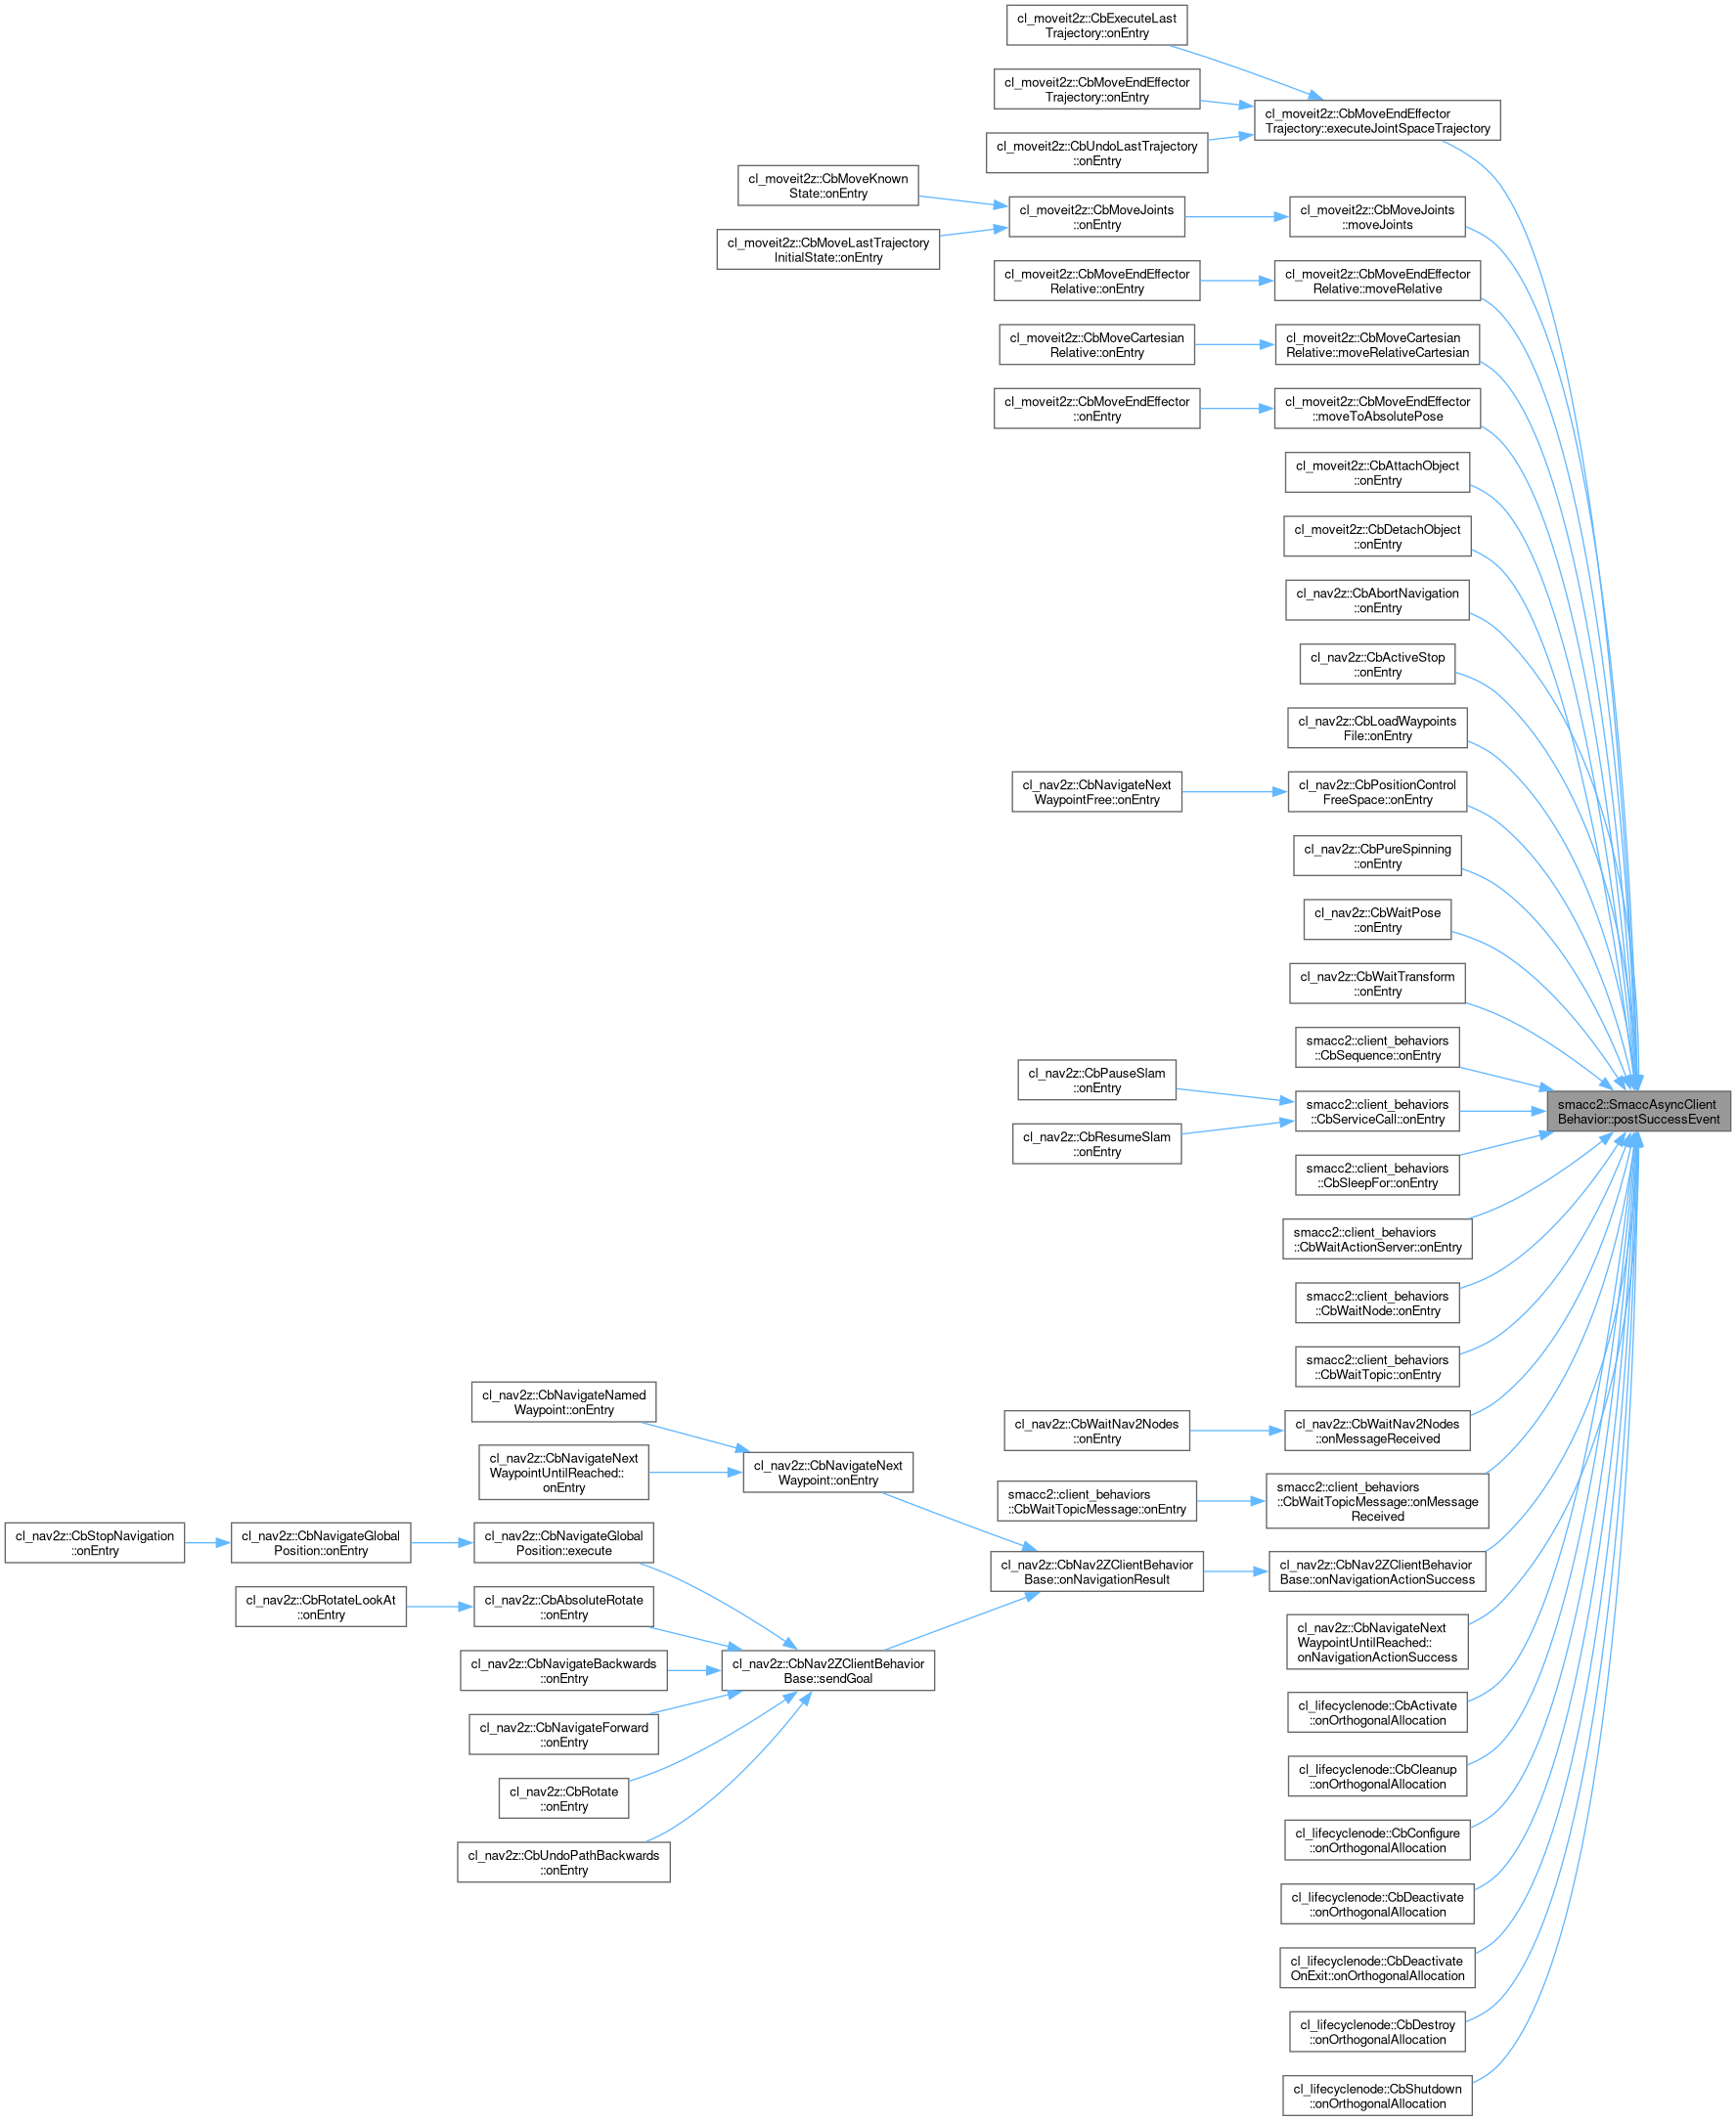 cl_moveit2z::CbExecuteLast
Trajectory::onEntry
cl_moveit2z::CbMoveEndEffector
Trajectory::onEntry
cl_moveit2z::CbMoveEndEffector
Trajectory::executeJointSpaceTrajectory
cl_moveit2z::CbUndoLastTrajectory
::onEntry
cl_moveit2z::CbMoveKnown
State::onEntry
cl_moveit2z::CbMoveJoints
::onEntry
cl_moveit2z::CbMoveJoints
::moveJoints
cl_moveit2z::CbMoveLastTrajectory
InitialState::onEntry
cl_moveit2z::CbMoveEndEffector
Relative::onEntry
cl_moveit2z::CbMoveEndEffector
Relative::moveRelative
cl_moveit2z::CbMoveCartesian
Relative::onEntry
cl_moveit2z::CbMoveCartesian
Relative::moveRelativeCartesian
cl_moveit2z::CbMoveEndEffector
::onEntry
cl_moveit2z::CbMoveEndEffector
::moveToAbsolutePose
cl_moveit2z::CbAttachObject
::onEntry
cl_moveit2z::CbDetachObject
::onEntry
cl_nav2z::CbAbortNavigation
::onEntry
cl_nav2z::CbActiveStop
::onEntry
cl_nav2z::CbLoadWaypoints
File::onEntry
cl_nav2z::CbNavigateNext
WaypointFree::onEntry
cl_nav2z::CbPositionControl
FreeSpace::onEntry
cl_nav2z::CbPureSpinning
::onEntry
cl_nav2z::CbWaitPose
::onEntry
cl_nav2z::CbWaitTransform
::onEntry
smacc2::client_behaviors
::CbSequence::onEntry
cl_nav2z::CbPauseSlam
::onEntry
smacc2::client_behaviors
::CbServiceCall::onEntry
smacc2::SmaccAsyncClient
Behavior::postSuccessEvent
cl_nav2z::CbResumeSlam
::onEntry
smacc2::client_behaviors
::CbSleepFor::onEntry
smacc2::client_behaviors
::CbWaitActionServer::onEntry
smacc2::client_behaviors
::CbWaitNode::onEntry
smacc2::client_behaviors
::CbWaitTopic::onEntry
cl_nav2z::CbNavigateNamed
Waypoint::onEntry
cl_nav2z::CbWaitNav2Nodes
::onEntry
cl_nav2z::CbWaitNav2Nodes
::onMessageReceived
cl_nav2z::CbNavigateNext
WaypointUntilReached::
onEntry
cl_nav2z::CbNavigateNext
Waypoint::onEntry
smacc2::client_behaviors
::CbWaitTopicMessage::onEntry
smacc2::client_behaviors
::CbWaitTopicMessage::onMessage
Received
cl_nav2z::CbStopNavigation
::onEntry
cl_nav2z::CbNavigateGlobal
Position::onEntry
cl_nav2z::CbNavigateGlobal
Position::execute
cl_nav2z::CbNav2ZClientBehavior
Base::onNavigationResult
cl_nav2z::CbNav2ZClientBehavior
Base::onNavigationActionSuccess
cl_nav2z::CbRotateLookAt
::onEntry
cl_nav2z::CbAbsoluteRotate
::onEntry
cl_nav2z::CbNavigateNext
WaypointUntilReached::
onNavigationActionSuccess
cl_nav2z::CbNavigateBackwards
::onEntry
cl_nav2z::CbNav2ZClientBehavior
Base::sendGoal
cl_lifecyclenode::CbActivate
::onOrthogonalAllocation
cl_nav2z::CbNavigateForward
::onEntry
cl_lifecyclenode::CbCleanup
::onOrthogonalAllocation
cl_nav2z::CbRotate
::onEntry
cl_lifecyclenode::CbConfigure
::onOrthogonalAllocation
cl_nav2z::CbUndoPathBackwards
::onEntry
cl_lifecyclenode::CbDeactivate
::onOrthogonalAllocation
cl_lifecyclenode::CbDeactivate
OnExit::onOrthogonalAllocation
cl_lifecyclenode::CbDestroy
::onOrthogonalAllocation
cl_lifecyclenode::CbShutdown
::onOrthogonalAllocation